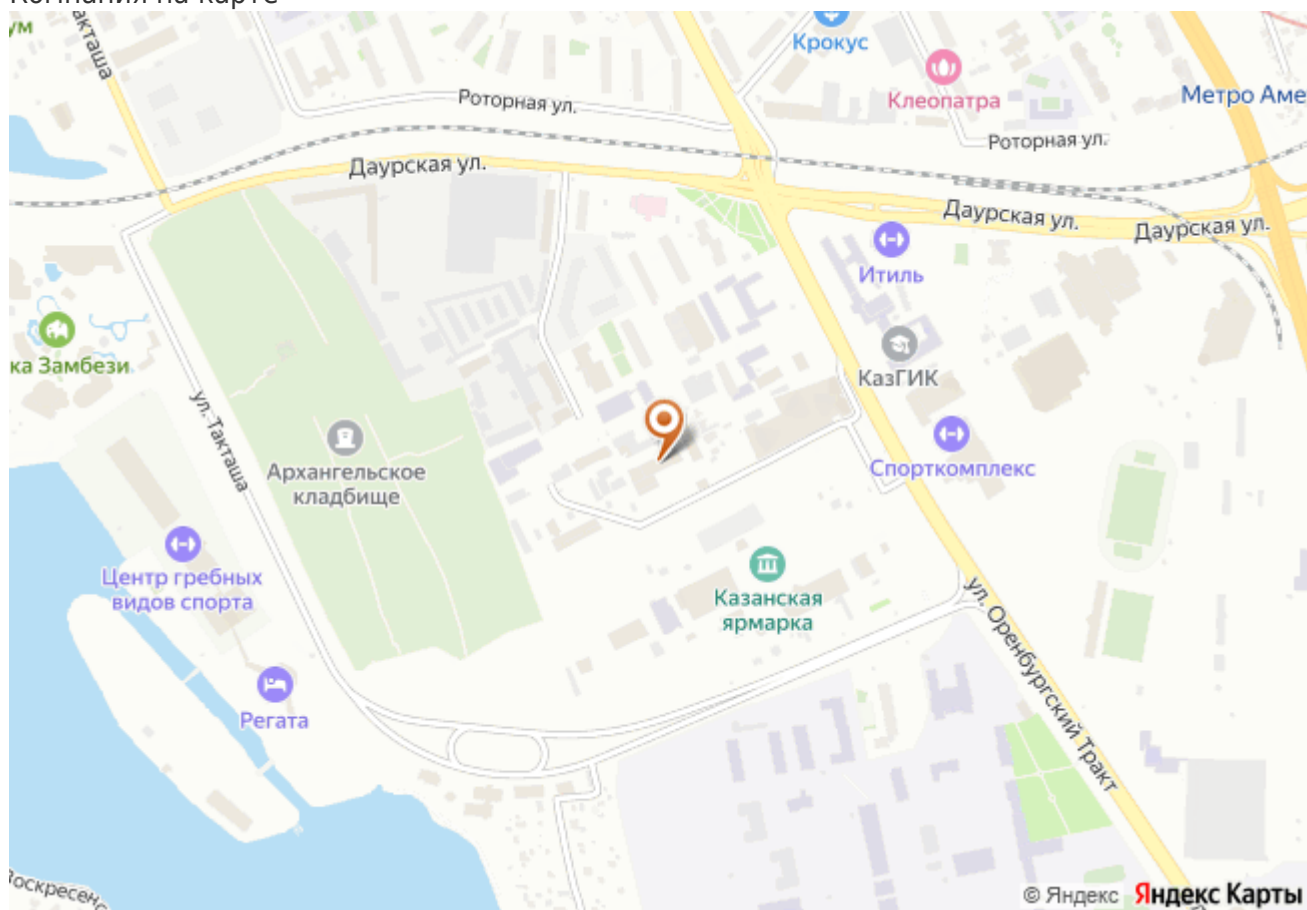 Компания на карте
ум
Такташа
Крокус
Клеопатра
Метро Аме
Роторная ул.
Роторная ул.
Даурская ул.
Даурская ул.
Даурская ул.
Итиль
ка Замбези
КазГИК
ул. Такташа
Архангельское
кладбище
Спорткомплекс
Центр гребных
видов спорта
Казанская
ярмарка
ул. Оренбургский Тракт
Регата
Воскресенс
© Яндекс Яндекс Карты